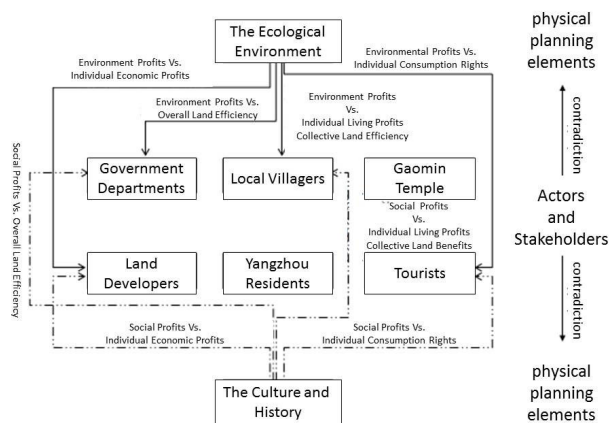 The Ecological
Environment
physical
planning
elements
Environment Profits Vs.
Individual Economic Profits
Environmental Profits Vs.
Individual Consumption Rights
Environment Profits Vs.
Overall Land Efficiency
Environment Profits
Vs.
Individual Living Profits
Collective Land Efficiency
contradiction
Social Profits Vs. Overall Land
Efficiency
Government
Departments
Local Villagers
Gaomin
Temple
Actors
and
Stakeholders
Social Profits
Vs.
Individual Living Profits
Collective Land Benefits
Land
Developers
Yangzhou
Residents
Tourists
contradiction
Social Profits Vs.
Individual Economic Profits
Social Profits Vs.
Individual Consumption Rights
The Culture and
History
physical
planning
elements